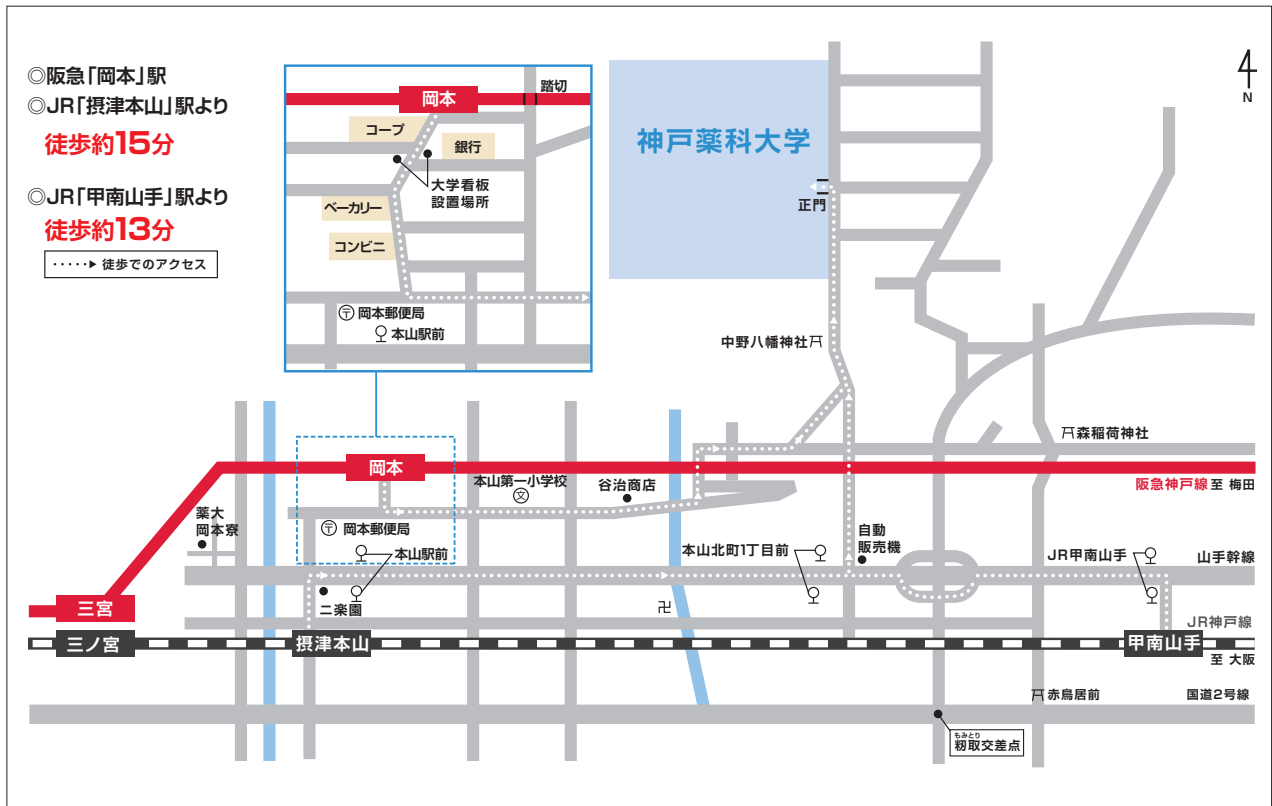 ◎阪急「岡本」駅
◎JR「摂津本山」駅より
徒歩約15分
◎JR「甲南山手」駅より
徒歩約13分
·····▶ 徒歩でのアクセス
岡本
踏切
コープ
銀行
大学看板
設置場所
ベーカリー
コンビニ
〒 岡本郵便局
本山駅前
神戸薬科大学
正門
N
中野八幡神社
森稲荷神社
岡本
本山第一小学校
文
谷治商店
阪急神戸線 至 梅田
薬大
岡本寮
〒 岡本郵便局
本山駅前
二楽園
本山北町1丁目前
自動
販売機
JR甲南山手
山手幹線
卍
三宮
三ノ宮
摂津本山
JR神戸線
甲南山手
至 大阪
赤鳥居前
国道2号線
もみとり
籾取交差点